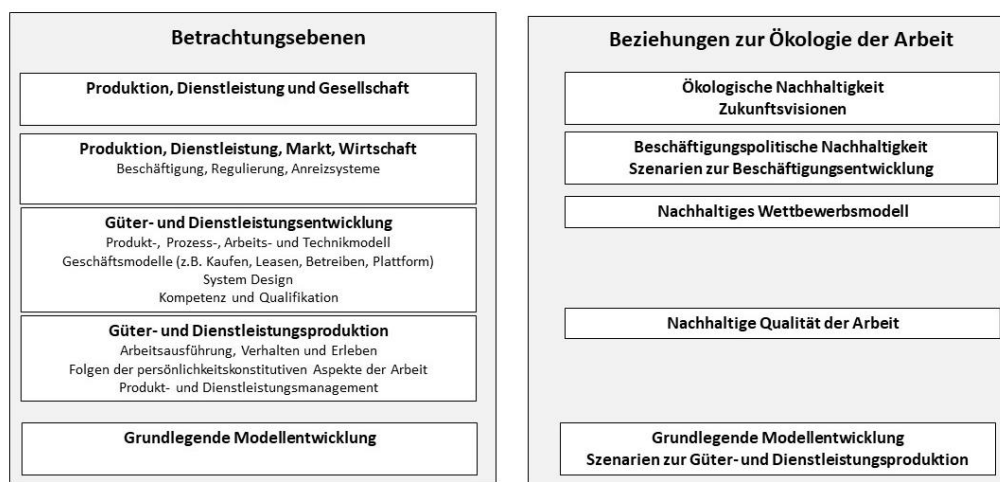 Betrachtungsebenen
Produktion, Dienstleistung und Gesellschaft
Produktion, Dienstleistung, Markt, Wirtschaft
Beschäftigung, Regulierung, Anreizsysteme
Güter- und Dienstleistungsentwicklung
Produkt-, Prozess-, Arbeits- und Technikmodell
Geschäftsmodelle (z.B. Kaufen, Leasen, Betreiben, Plattform)
System Design
Kompetenz und Qualifikation
Güter- und Dienstleistungsproduktion
Arbeitsausführung, Verhalten und Erleben
Folgen der persönlichkeitskonstitutiven Aspekte der Arbeit
Produkt- und Dienstleistungsmanagement
Grundlegende Modellentwicklung
Beziehungen zur Ökologie der Arbeit
Ökologische Nachhaltigkeit
Zukunftsvisionen
Beschäftigungspolitische Nachhaltigkeit
Szenarien zur Beschäftigungsentwicklung
Nachhaltiges Wettbewerbsmodell
Nachhaltige Qualität der Arbeit
Grundlegende Modellentwicklung
Szenarien zur Güter- und Dienstleistungsproduktion